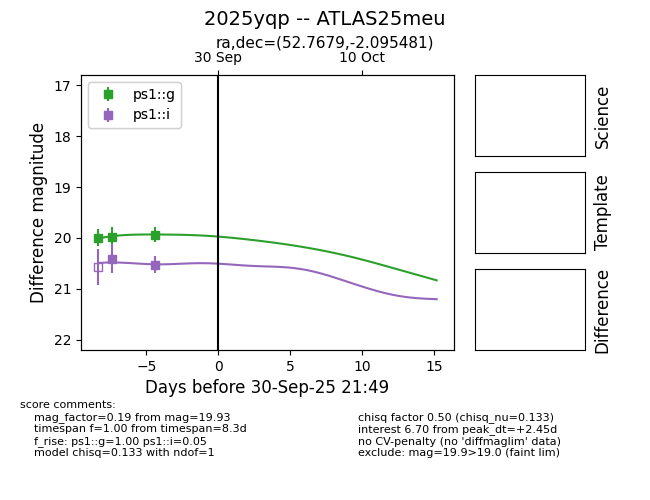 2025yqp -- ATLAS25meu
ra,dec=(52.7679,-2.095481)
30 Sep
10 Oct
17
18
19
20
21
22
Difference magnitude
ps1::g
ps1::i
−5
0
5
10
15
Days before 30-Sep-25 21:49
Science
Template
Difference
score comments:
mag_factor=0.19 from mag=19.93
timespan f=1.00 from timespan=8.3d
f_rise: ps1::g=1.00 ps1::i=0.05
model chisq=0.133 with ndof=1
chisq factor 0.50 (chisq_nu=0.133)
interest 6.70 from peak_dt=+2.45d
no CV-penalty (no 'diffmaglim' data)
exclude: mag=19.9>19.0 (faint lim)